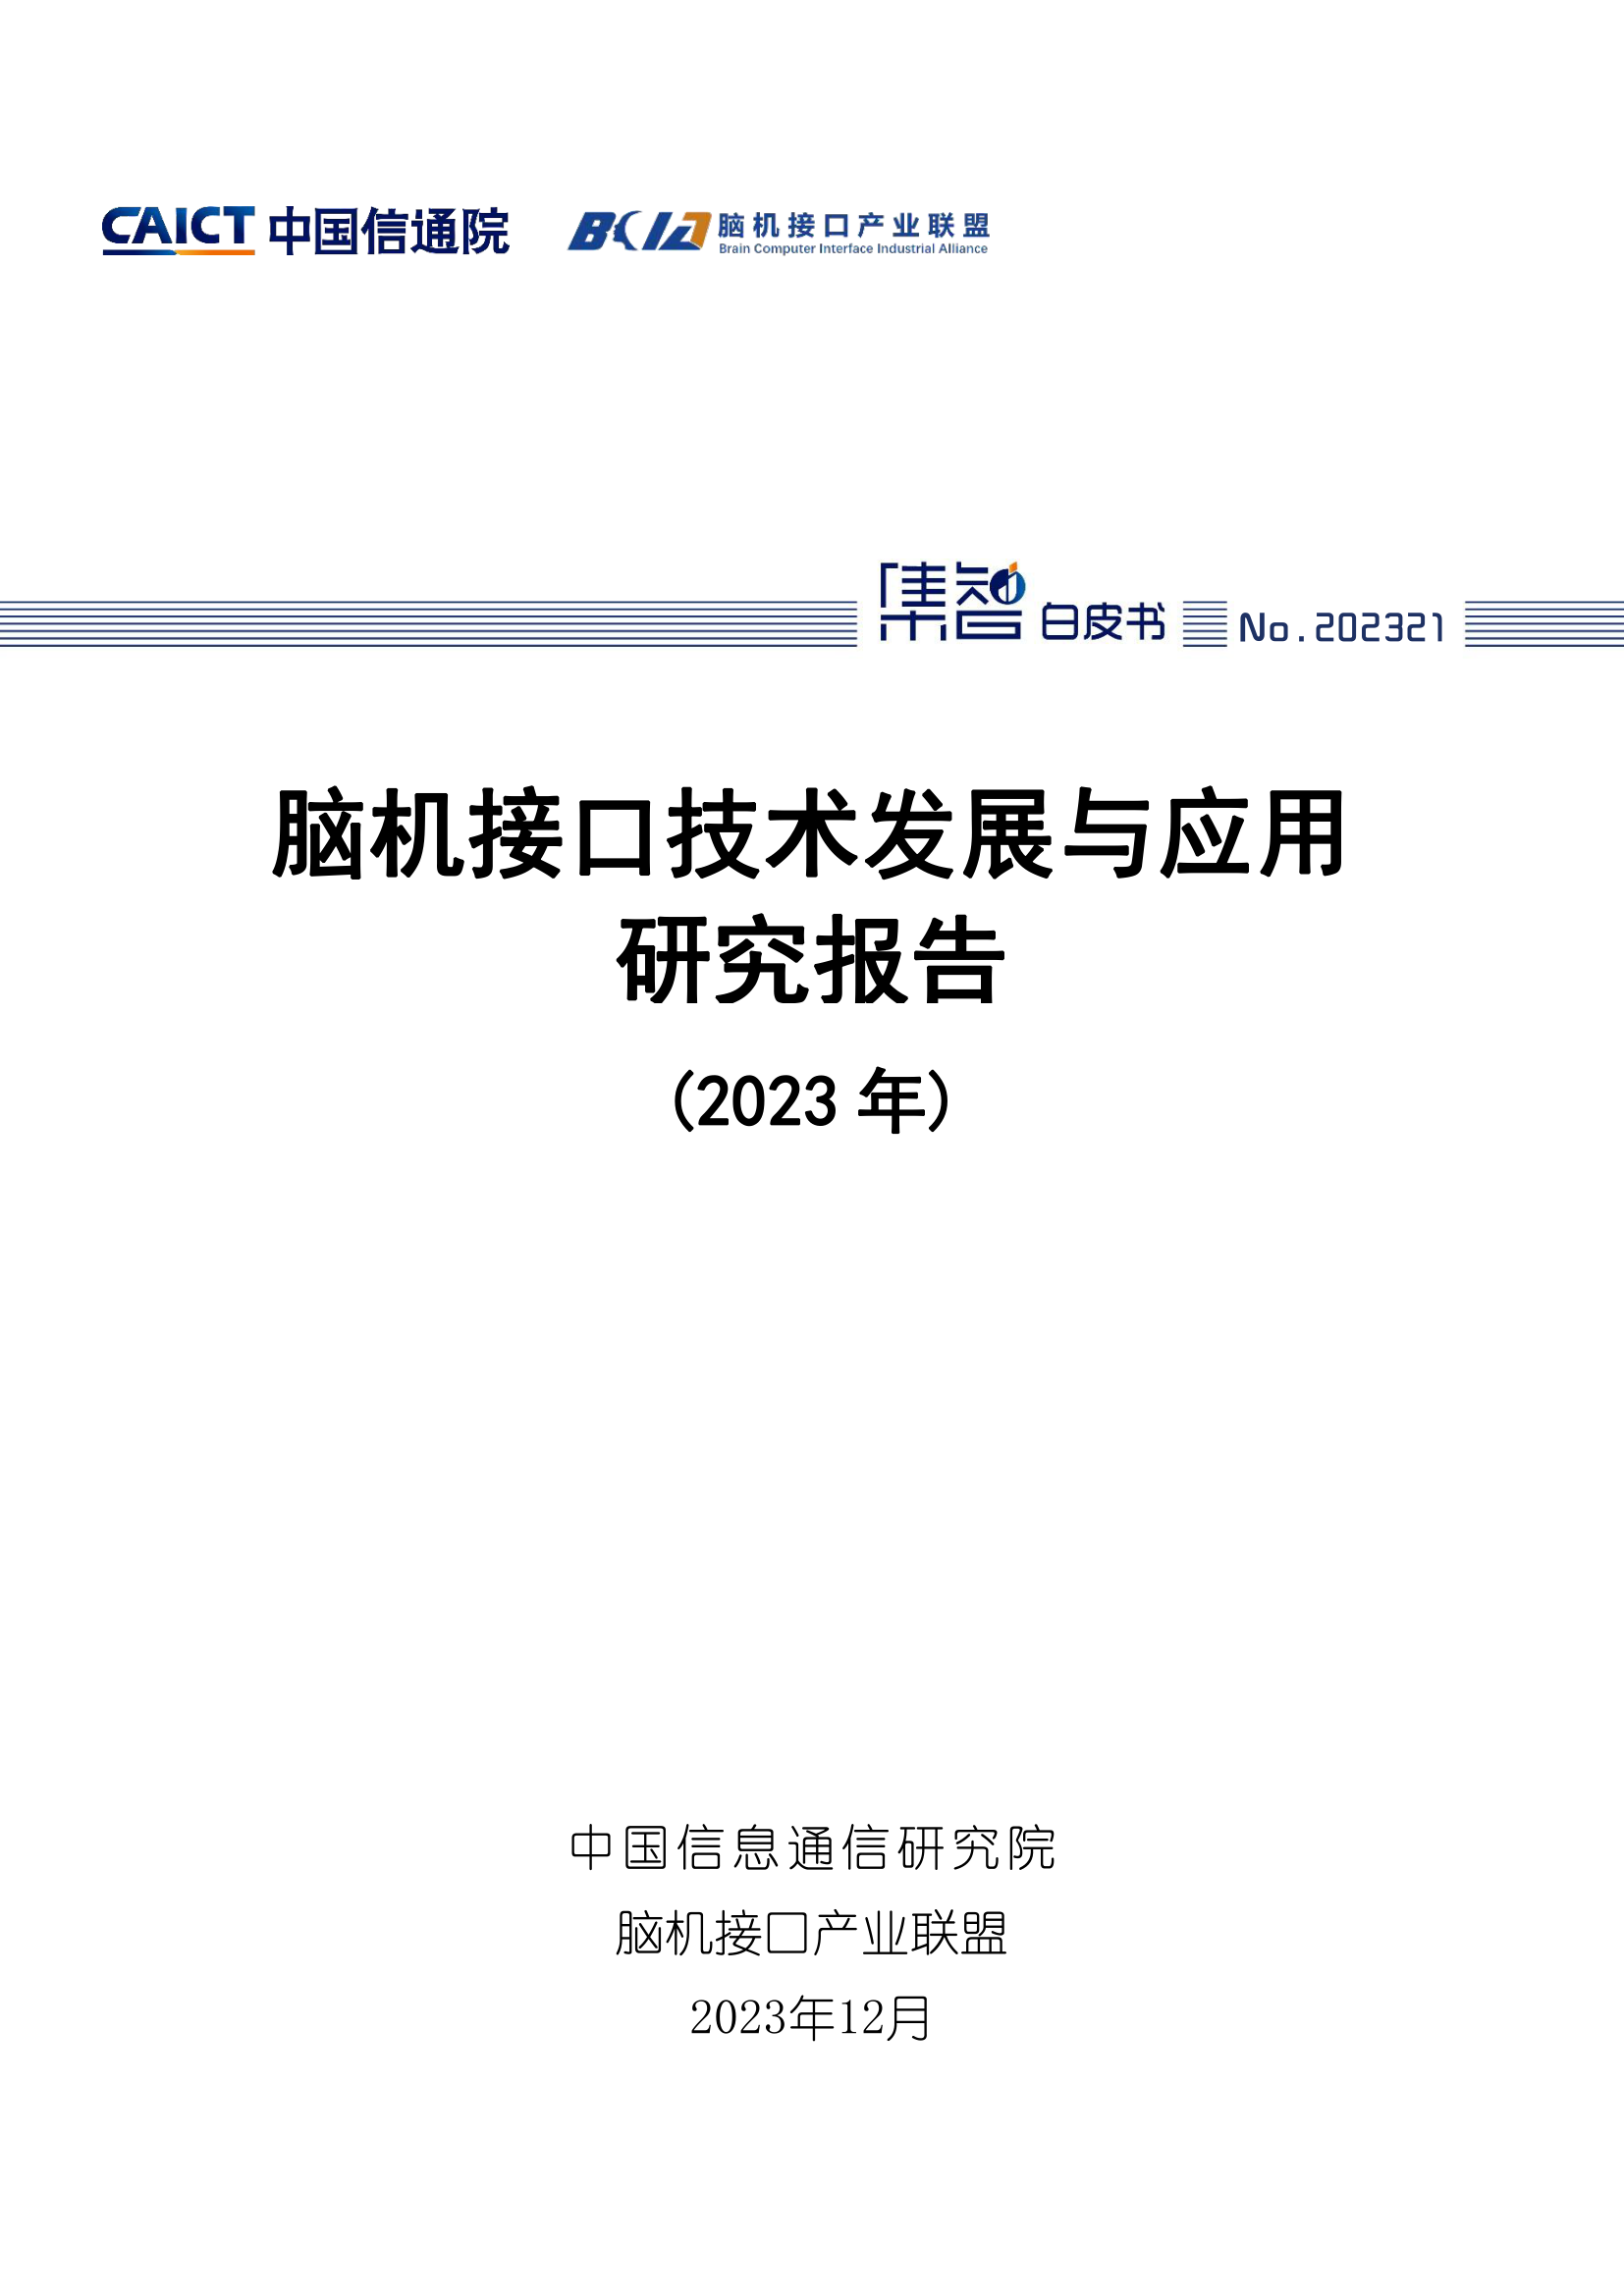 CAICT 中国信通院 BCIA 脑机接口产业联盟
Brain Computer Interface Industrial Alliance
集智 白皮书 No.202321
脑机接口技术发展与应用
研究报告
(2023 年)
中国信息通信研究院
脑机接口产业联盟
2023年12月